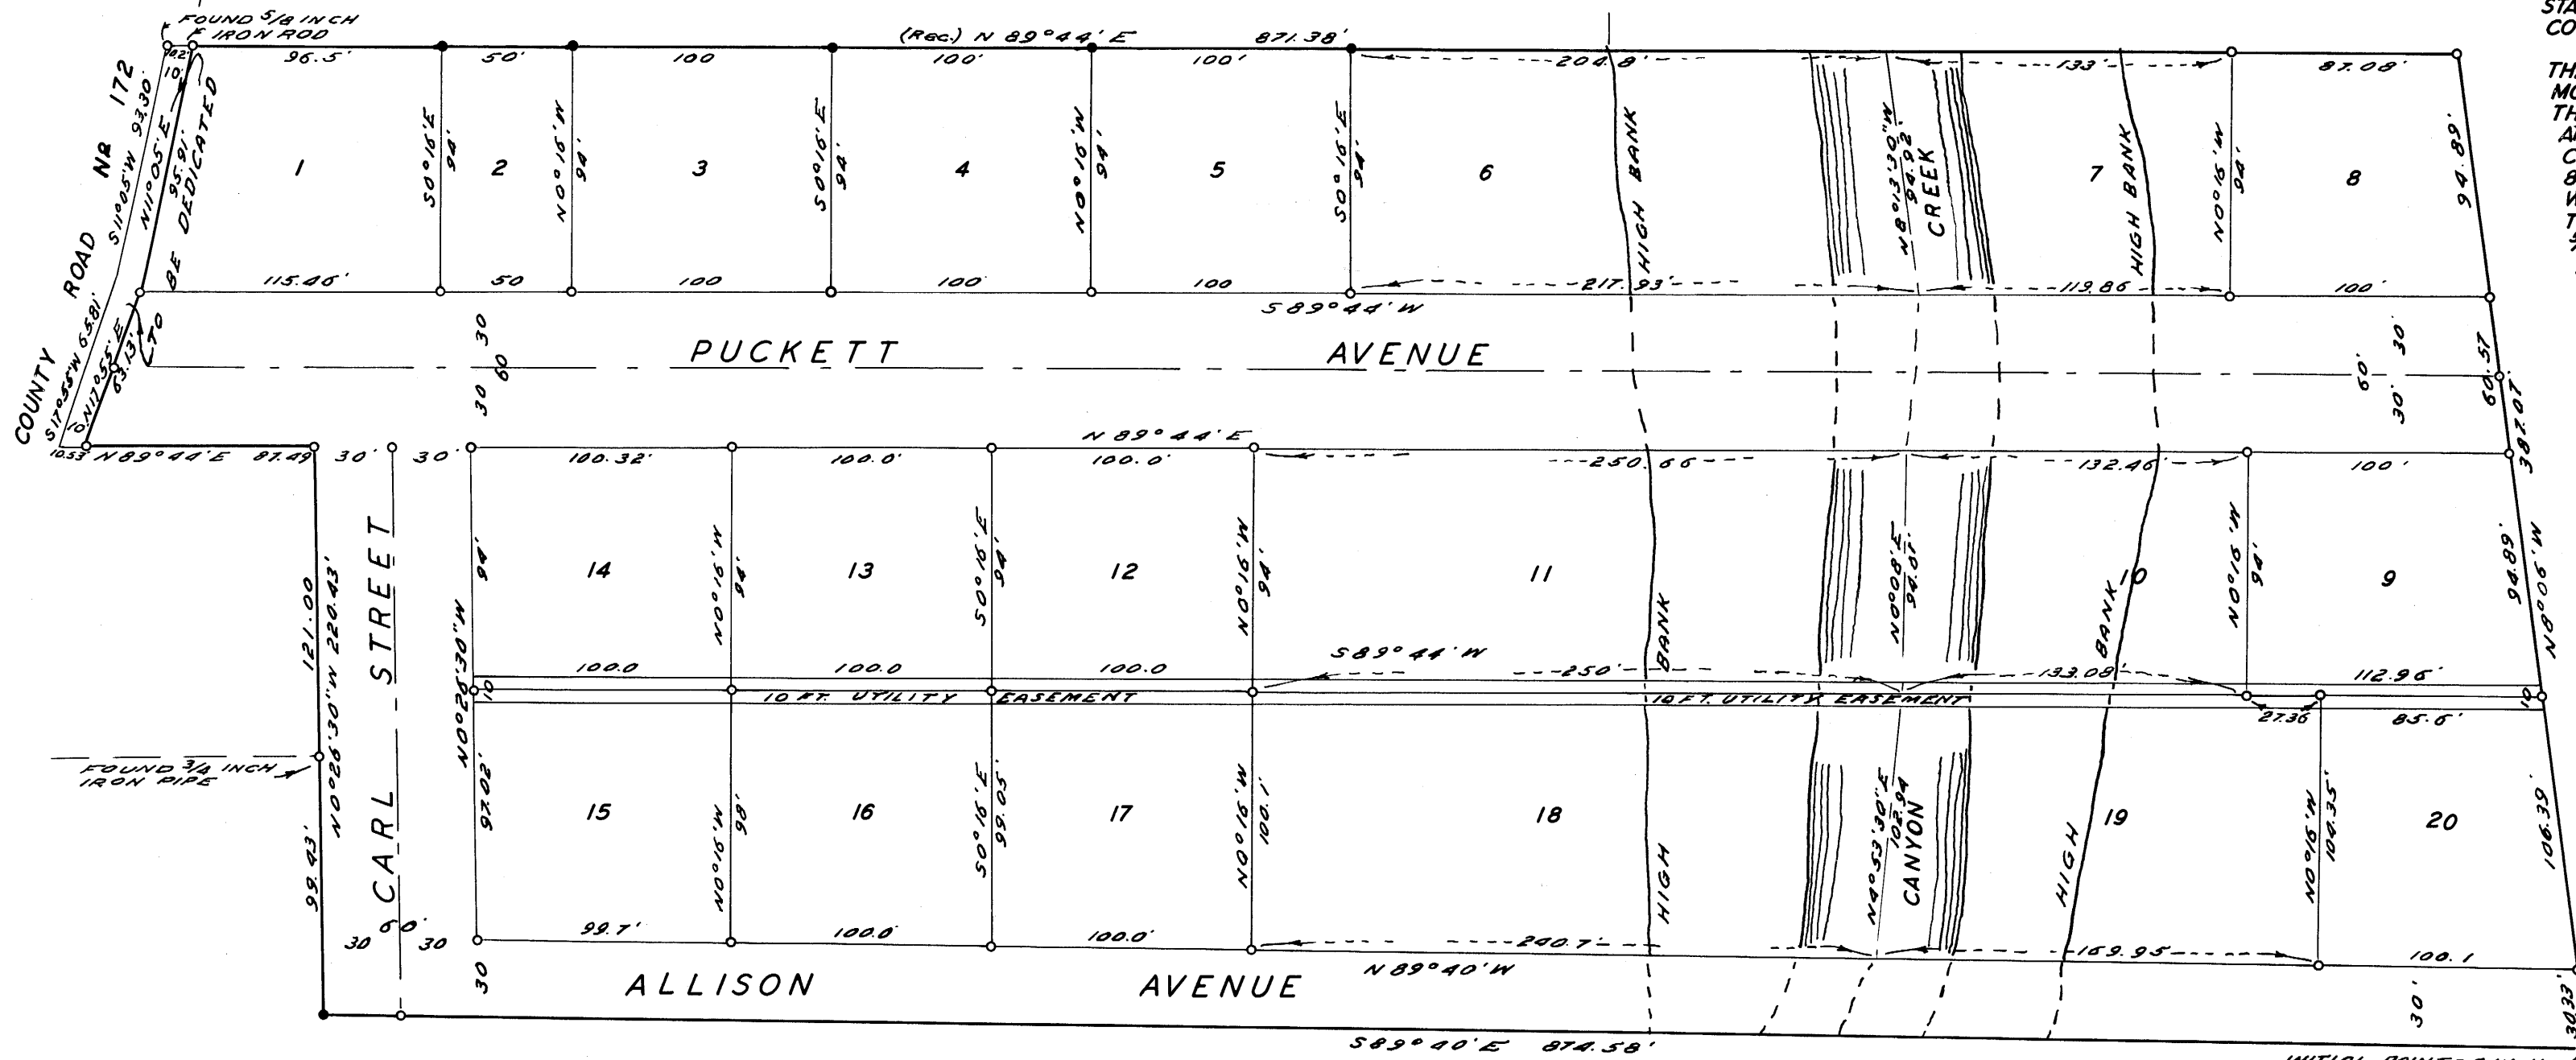 FOUND 5/8 INCH
IRON ROD
(Rec.) N 89°44' E 871.38'
96.5' 50' 100 100' 100' 204.8' 133' 87.08'
10.2'
10.
COUNTY ROAD NO 172
S11°05'W 93.30'
N11°05'E 95.91'
TO BE DEDICATED
S17°55'W 65.81'
N17°55'E
63.13'
10.
1 2 3 4 5 6 7 8
S0°16'E 94'
N0°16'W 94'
S0°16'E 94'
N0°16'W 94'
S0°16'E 94'
HIGH BANK
N8°13'30"W 94.92'
CREEK
HIGH BANK
N0°16'W 94'
94.89'
115.46' 50 100 100' 100 217.93' 119.86 100'
S89°44'W
PUCKETT AVENUE
30 60 30
30' 60' 30'
60.57
387.07'
N 89°44' E
10.53 N89°44'E 87.49 30' 30' 100.32' 100.0' 100.0' 250.66 132.46' 100'
14 13 12 11 10 9
94'
N0°16'W 94'
S0°16'E 94'
N0°16'W 94'
N0°08'E 94.01'
N0°16'W 94'
94.89'
N8°06'W
121.00
N0°26'30"W 220.43'
CARL STREET
N0°29'30"W
BANK
BANK
100.0 100.0 100.0 S89°44'W 250' 133.08' 112.96'
10 10 FT. UTILITY EASEMENT 10 FT. UTILITY EASEMENT 10
27.36 85.6'
FOUND 3/4 INCH
IRON PIPE
99.43'
15 16 17 18 19 20
97.02'
N0°16'W 98'
S0°16'E 99.05'
N0°16'W 100.1'
HIGH
N4°53'30"E 102.94
CANYON
HIGH
N0°16'W 104.35'
106.39
99.7' 100.0' 100.0' 240.7' 169.95 100.1
N89°40'W
30 60' 30
30
ALLISON AVENUE
30'
30.33'
S89°40'E 874.58'